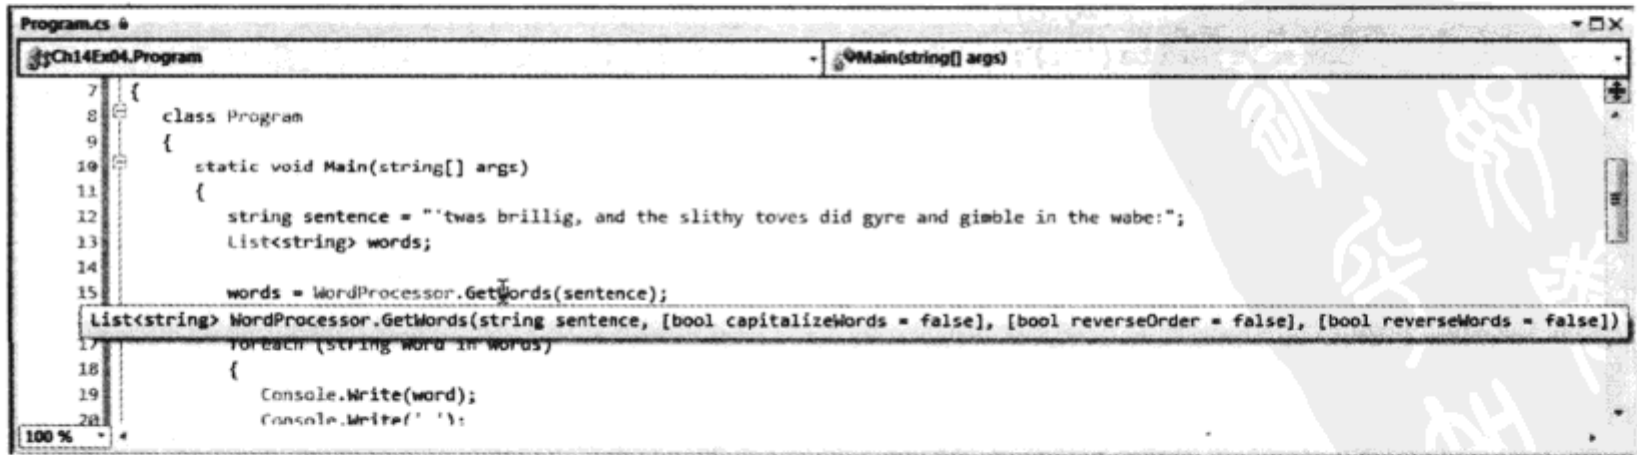 Program.cs
Ch14Ex04.Program
Main(string[] args)
7 {
8 class Program
9 {
10 static void Main(string[] args)
11 {
12 string sentence = "'twas brillig, and the slithy toves did gyre and gimble in the wabe:";
13 List<string> words;
14
15 words = WordProcessor.GetWords(sentence);
List<string> WordProcessor.GetWords(string sentence, [bool capitalizeWords = false], [bool reverseOrder = false], [bool reverseWords = false])
17 foreach (string word in words)
18 {
19 Console.Write(word);
20 Console.Write(' ');
100 %